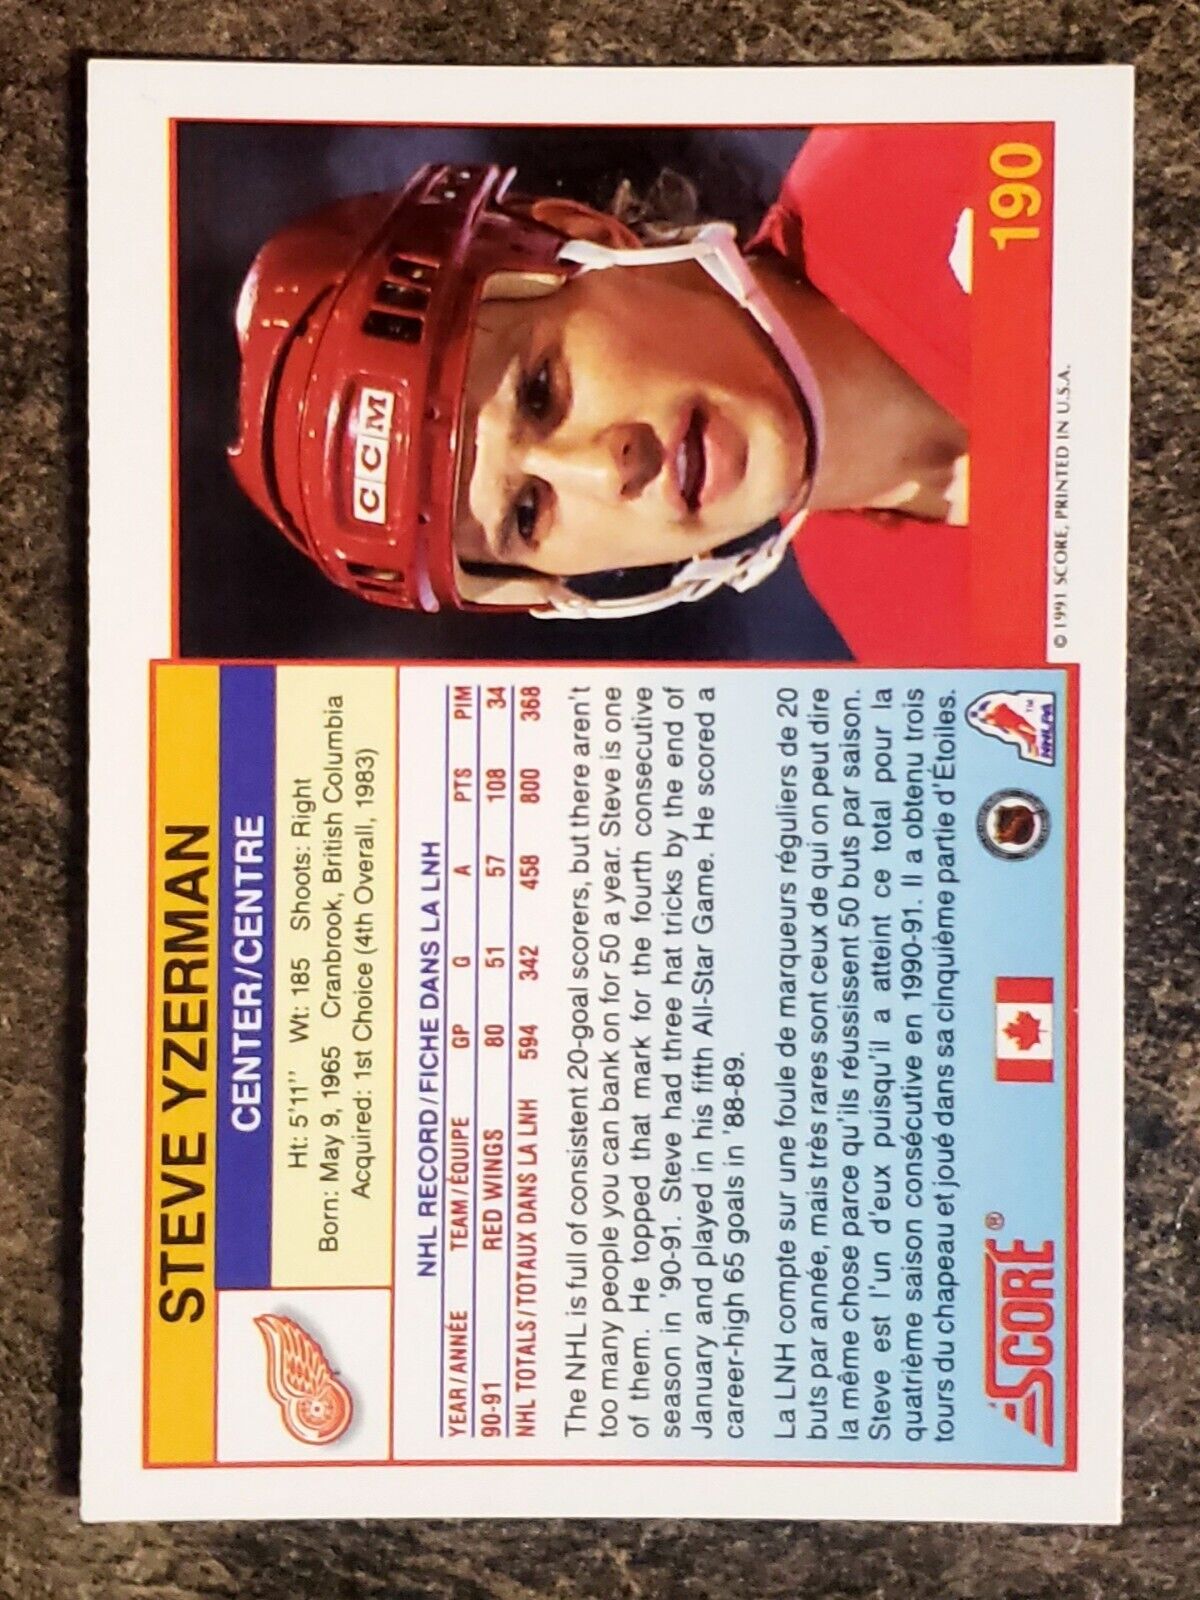 STEVE YZERMAN
CENTER/CENTRE
Ht: 5'11" Wt: 185 Shoots: Right
Born: May 9, 1965 Cranbrook, British Columbia
Acquired: 1st Choice (4th Overall, 1983)
NHL RECORD/FICHE DANS LA LNH
YEAR/ANNÉE TEAM/ÉQUIPE GP G A PTS PIM
90-91 RED WINGS 80 51 57 108 34
NHL TOTALS/TOTAUX DANS LA LNH 594 342 458 800 368
The NHL is full of consistent 20-goal scorers, but there aren't
too many people you can bank on for 50 a year. Steve is one
of them. He topped that mark for the fourth consecutive
season in '90-91. Steve had three hat tricks by the end of
January and played in his fifth All-Star Game. He scored a
career-high 65 goals in '88-89.
La LNH compte sur une foule de marqueurs réguliers de 20
buts par année, mais très rares sont ceux de qui on peut dire
la même chose parce qu'ils réussissent 50 buts par saison.
Steve est l'un d'eux puisqu'il a atteint ce total pour la
quatrième saison consécutive en 1990-91. Il a obtenu trois
tours du chapeau et joué dans sa cinquième partie d'Étoiles.
SCORE®
NHLPA
TM
CCM
190
© 1991 SCORE, PRINTED IN U.S.A.